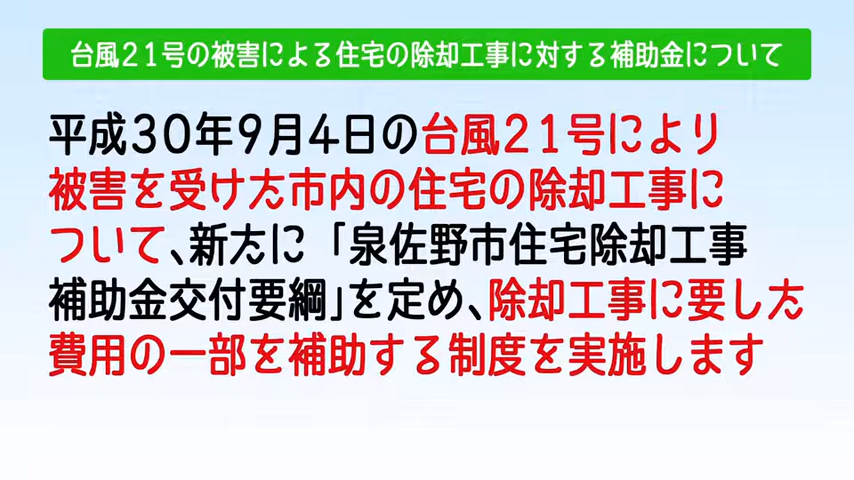 台風21号の被害による住宅の除却工事に対する補助金について
平成30年9月4日の台風21号により
被害を受けた市内の住宅の除却工事に
ついて、新たに「泉佐野市住宅除却工事
補助金交付要綱」を定め、除却工事に要した
費用の一部を補助する制度を実施します